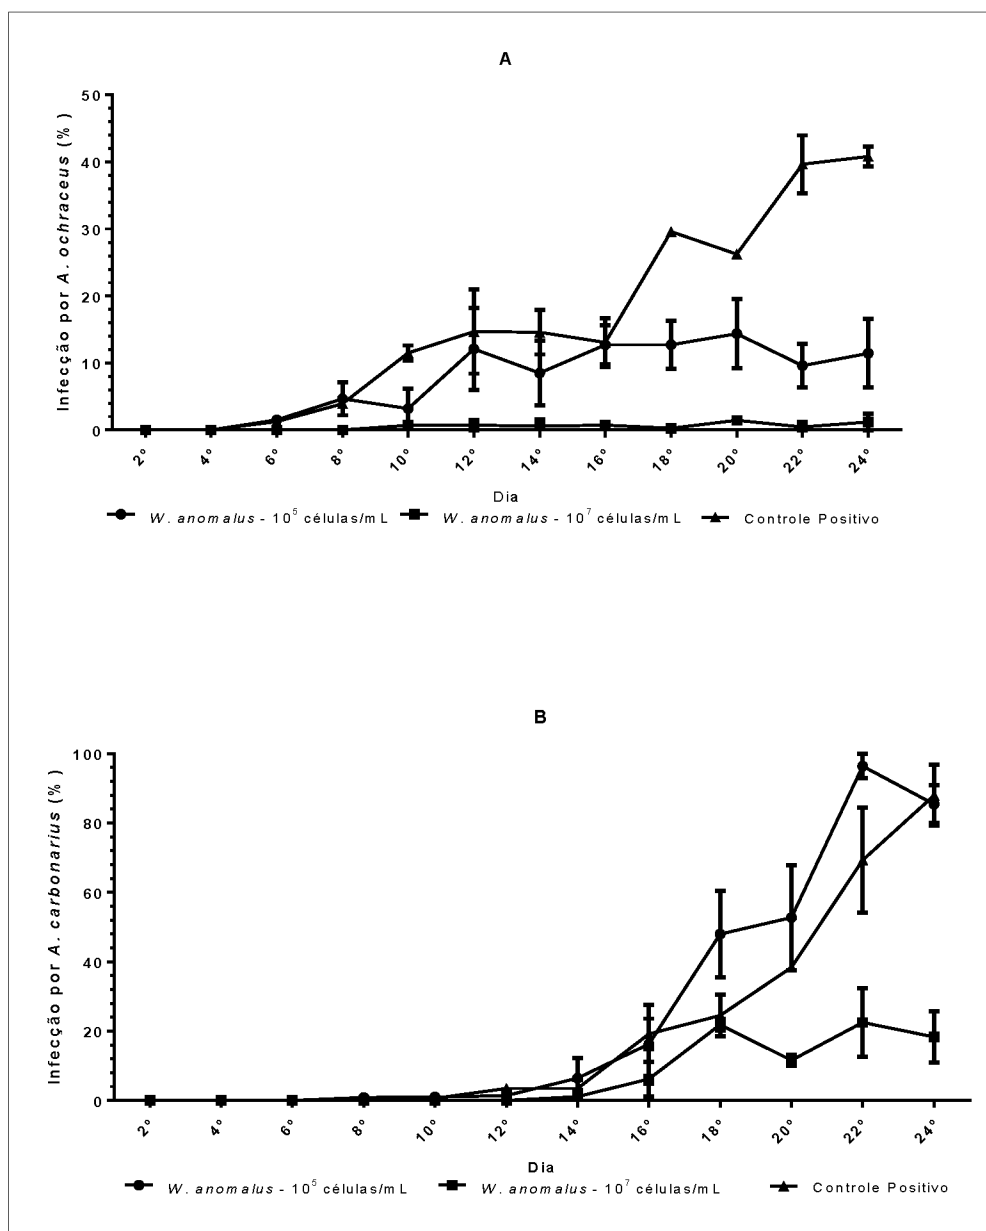 A
Infecção por A. ochraceus (%)
50
40
30
20
10
0
2º 4º 6º 8º 10º 12º 14º 16º 18º 20º 22º 24º
Dia
W. anomalus - 10⁵ células/mL W. anomalus - 10⁷ células/mL Controle Positivo
B
Infecção por A. carbonarius (%)
100
80
60
40
20
0
2º 4º 6º 8º 10º 12º 14º 16º 18º 20º 22º 24º
Dia
W. anomalus - 10⁵ células/mL W. anomalus - 10⁷ células/mL Controle Positivo